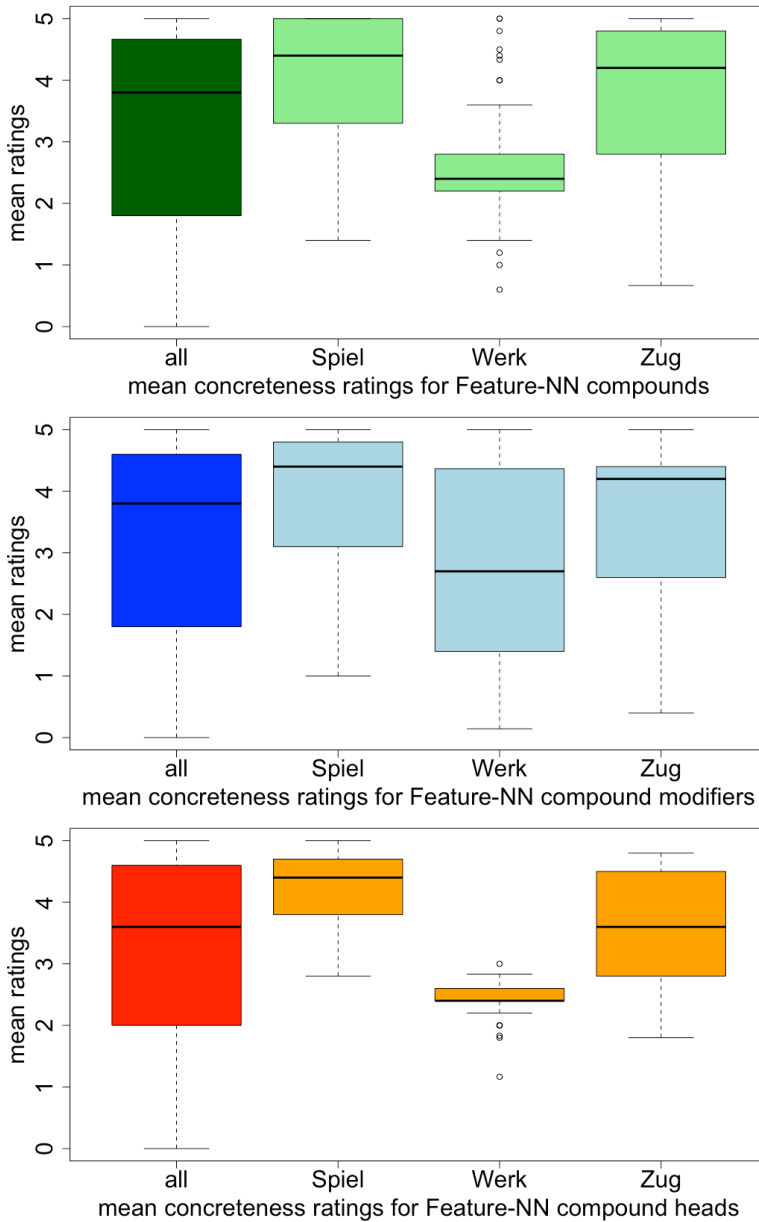 5
4
3
2
1
0
mean ratings
all Spiel Werk Zug
mean concreteness ratings for Feature-NN compounds
5
4
3
2
1
0
mean ratings
all Spiel Werk Zug
mean concreteness ratings for Feature-NN compound modifiers
5
4
3
2
1
0
mean ratings
all Spiel Werk Zug
mean concreteness ratings for Feature-NN compound heads